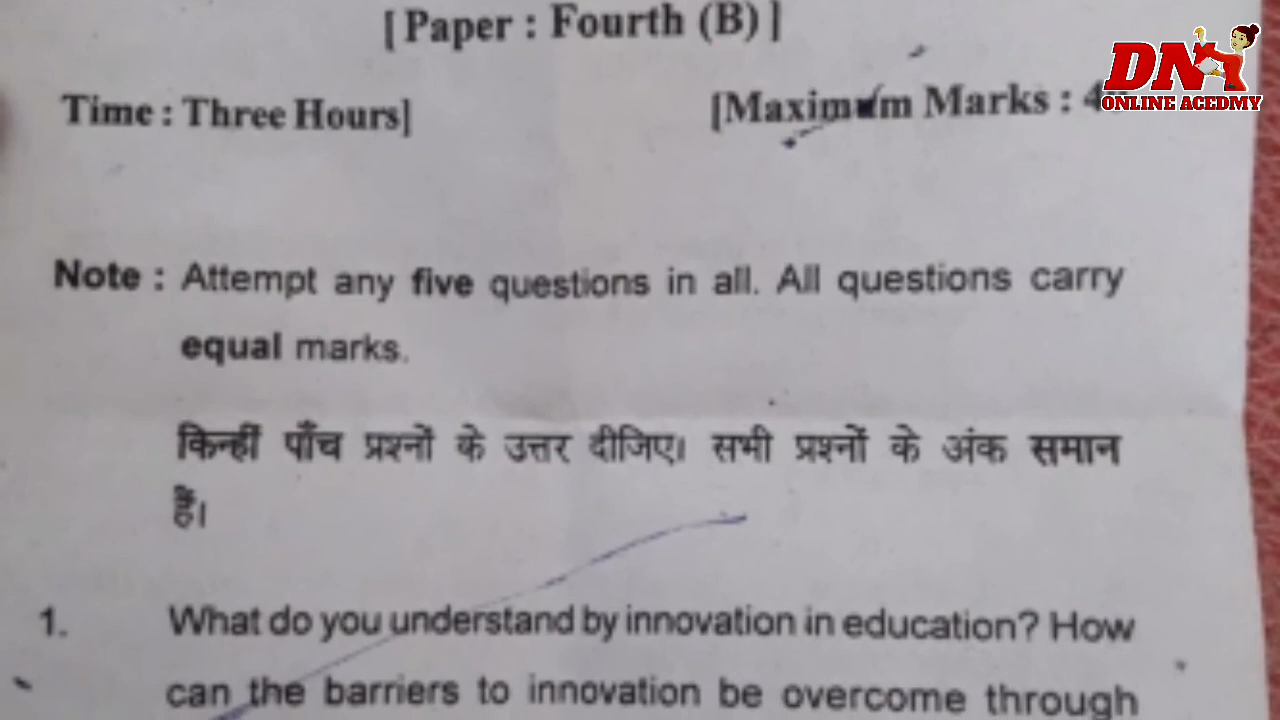 [ Paper : Fourth (B) ]
DN
ONLINE ACEDMY
Time : Three Hours]
[Maximum Marks :
Note : Attempt any five questions in all. All questions carry
equal marks.
किन्हीं पाँच प्रश्नों के उत्तर दीजिए। सभी प्रश्नों के अंक समान
हैं।
1. What do you understand by innovation in education? How
can the barriers to innovation be overcome through